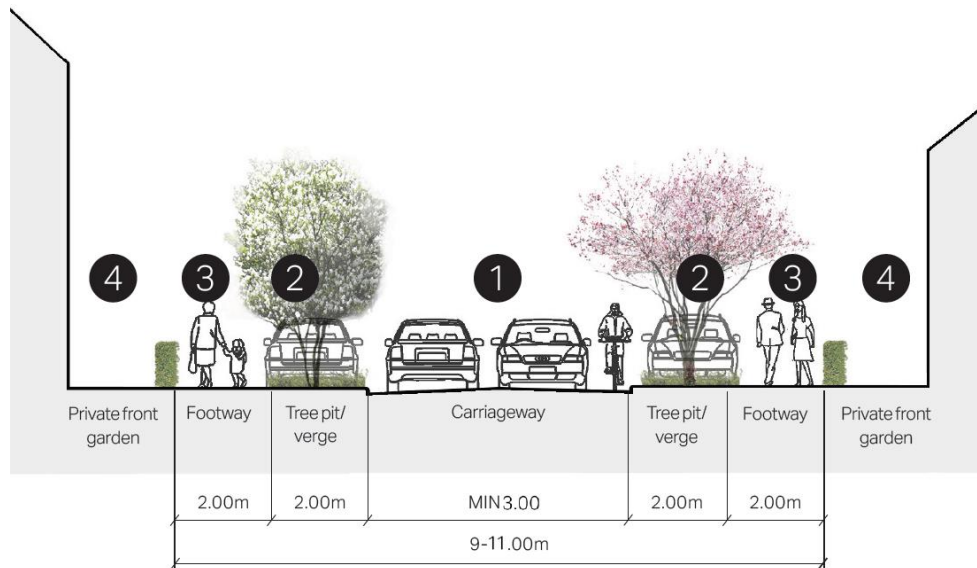 4
3
2
1
2
3
4
Private front
garden
Footway
Tree pit/
verge
Carriageway
Tree pit/
verge
Footway
Private front
garden
2.00m
2.00m
MIN 3.00
2.00m
2.00m
9-11.00m